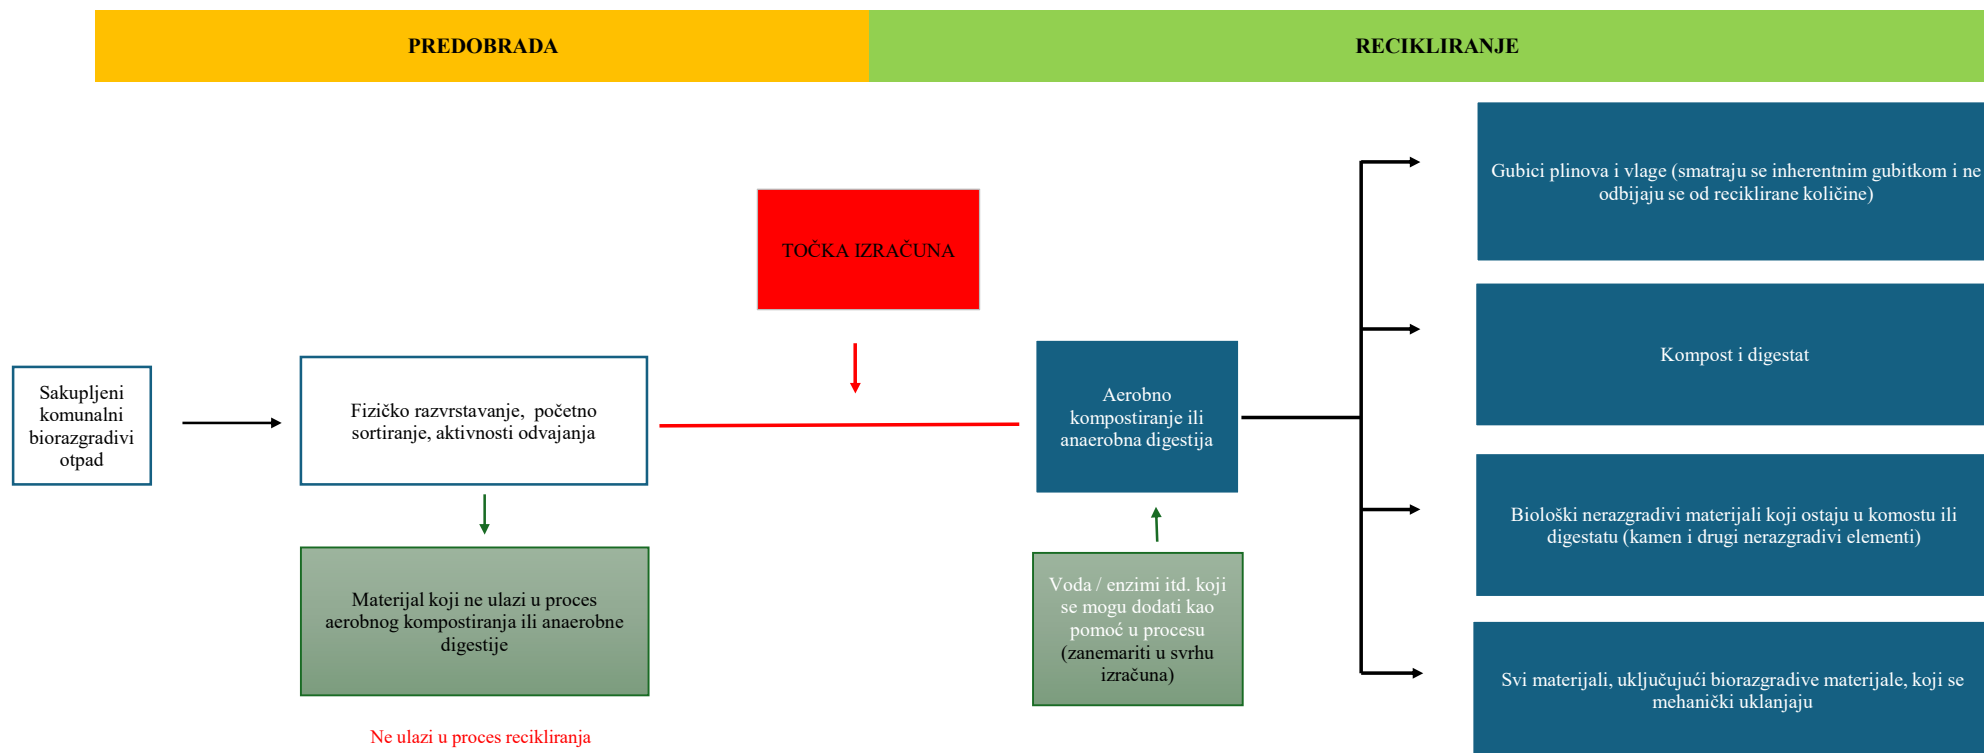 PREDOBRADA
RECIKLIRANJE
Gubici plinova i vlage (smatraju se inherentnim gubitkom i ne
odbijaju se od reciklirane količine)
TOČKA IZRAČUNA
Kompost i digestat
Sakupljeni
komunalni
biorazgradivi
otpad
Fizičko razvrstavanje, početno
sortiranje, aktivnosti odvajanja
Aerobno
kompostiranje ili
anaerobna digestija
Biološki nerazgradivi materijali koji ostaju u komostu ili
digestatu (kamen i drugi nerazgradivi elementi)
Materijal koji ne ulazi u proces
aerobnog kompostiranja ili anaerobne
digestije
Voda / enzimi itd. koji
se mogu dodati kao
pomoć u procesu
(zanemariti u svrhu
izračuna)
Svi materijali, uključujući biorazgradive materijale, koji se
mehanički uklanjaju
Ne ulazi u proces recikliranja